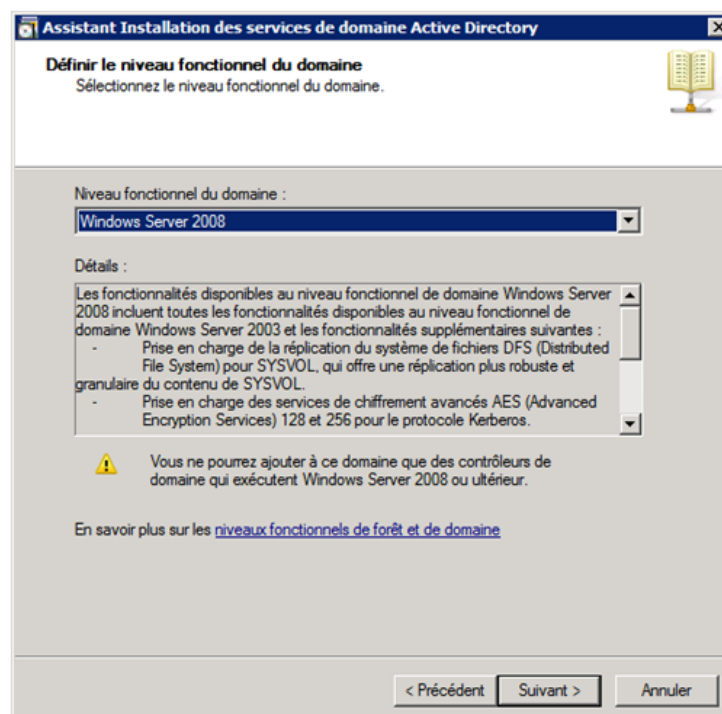 Assistant Installation des services de domaine Active Directory
Définir le niveau fonctionnel du domaine
Sélectionnez le niveau fonctionnel du domaine.
Niveau fonctionnel du domaine :
Windows Server 2008
Détails :
Les fonctionnalités disponibles au niveau fonctionnel de domaine Windows Server
2008 incluent toutes les fonctionnalités disponibles au niveau fonctionnel de
domaine Windows Server 2003 et les fonctionnalités supplémentaires suivantes :
- Prise en charge de la réplication du système de fichiers DFS (Distributed
File System) pour SYSVOL, qui offre une réplication plus robuste et
granulaire du contenu de SYSVOL.
- Prise en charge des services de chiffrement avancés AES (Advanced
Encryption Services) 128 et 256 pour le protocole Kerberos.
Vous ne pourrez ajouter à ce domaine que des contrôleurs de
domaine qui exécutent Windows Server 2008 ou ultérieur.
En savoir plus sur les niveaux fonctionnels de forêt et de domaine
< Précédent Suivant > Annuler